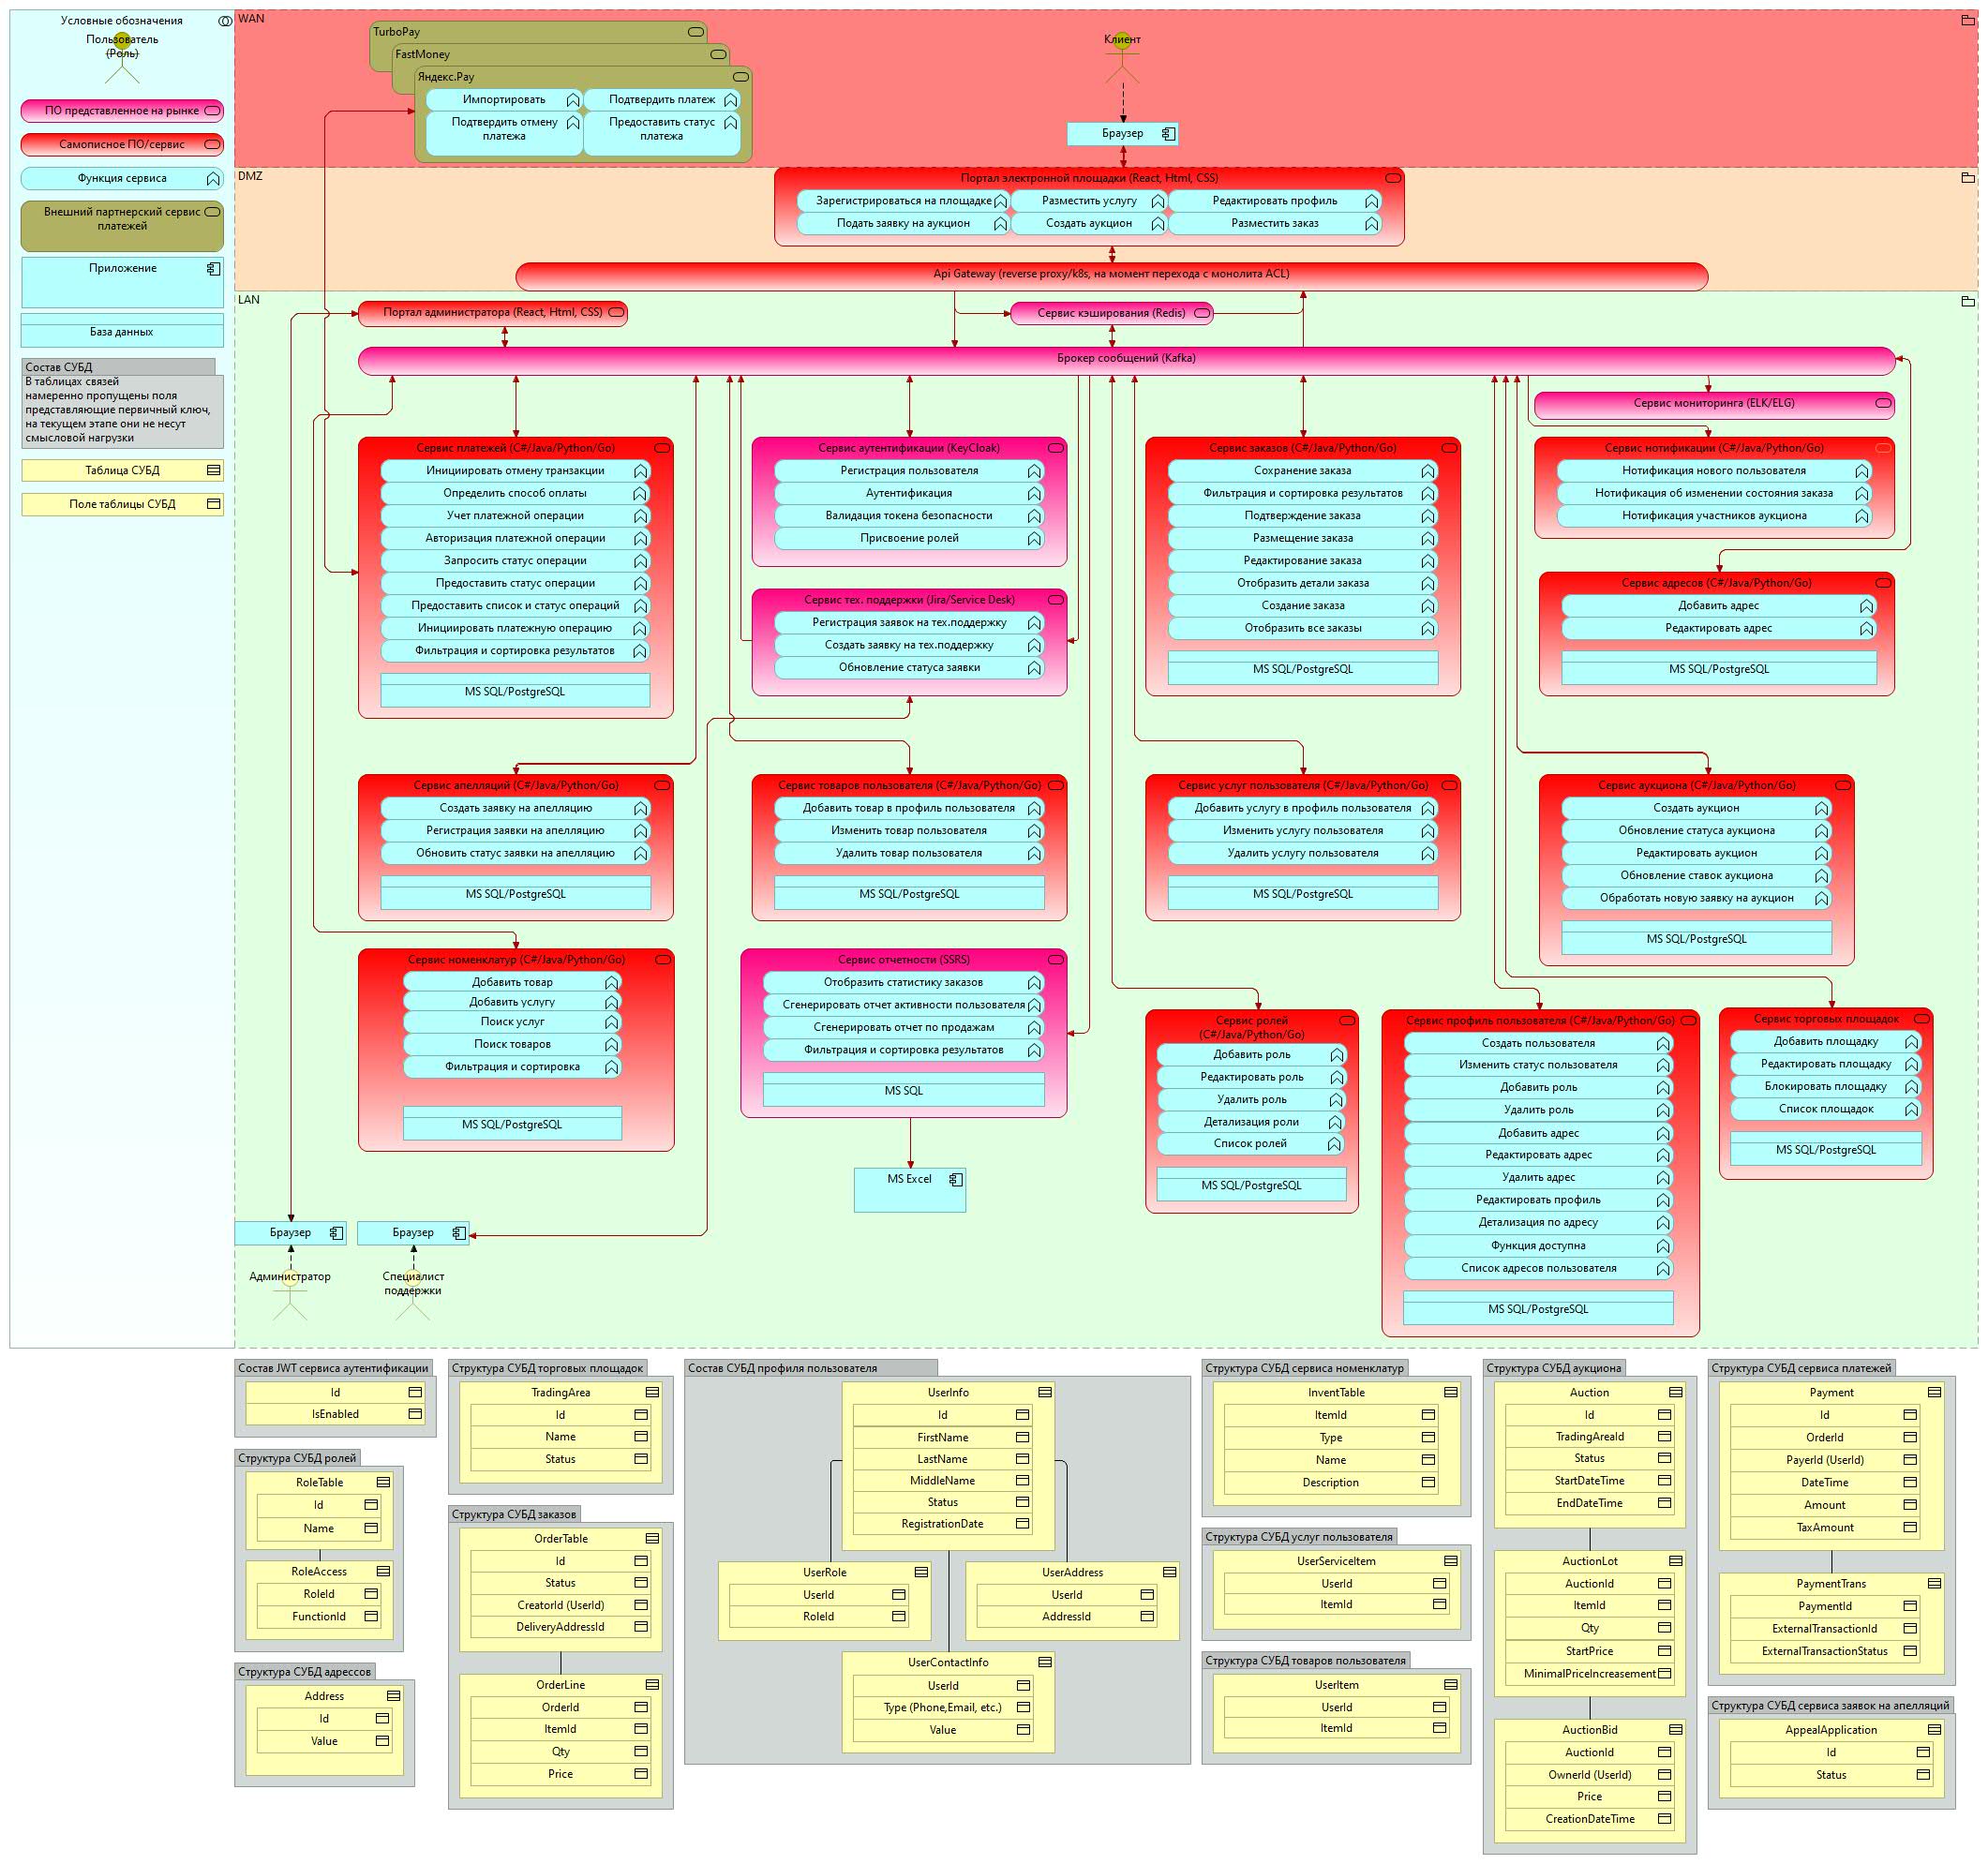 Условные обозначения
Пользователь
(Роль)
ПО представленное на рынке
Самописное ПО/сервис
Функция сервиса
Внешний партнерский сервис
платежей
Приложение
База данных
Состав СУБД
В таблицах связей
намеренно пропущены поля
представляющие первичный ключ,
на текущем этапе они не несут
смысловой нагрузки
Таблица СУБД
Поле таблицы СУБД
WAN
TurboPay
FastMoney
Яндекс.Pay
Импортировать
Подтвердить платеж
Подтвердить отмену
платежа
Предоставить статус
платежа
Клиент
Браузер
DMZ
Портал электронной площадки (React, Html, CSS)
Зарегистрироваться на площадке
Разместить услугу
Редактировать профиль
Подать заявку на аукцион
Создать аукцион
Разместить заказ
Api Gateway (reverse proxy/k8s, на момент перехода с монолита ACL)
LAN
Портал администратора (React, Html, CSS)
Сервис кэширования (Redis)
Брокер сообщений (Kafka)
Сервис мониторинга (ELK/ELG)
Сервис платежей (C#/Java/Python/Go)
Инициировать отмену транзакции
Определить способ оплаты
Учет платежной операции
Авторизация платежной операции
Запросить статус операции
Предоставить статус операции
Предоставить список и статус операций
Инициировать платежную операцию
Фильтрация и сортировка результатов
MS SQL/PostgreSQL
Сервис аутентификации (KeyCloak)
Регистрация пользователя
Аутентификация
Валидация токена безопасности
Присвоение ролей
Сервис тех. поддержки (Jira/Service Desk)
Регистрация заявок на тех.поддержку
Создать заявку на тех.поддержку
Обновление статуса заявки
Сервис заказов (C#/Java/Python/Go)
Сохранение заказа
Фильтрация и сортировка результатов
Подтверждение заказа
Размещение заказа
Редактирование заказа
Отобразить детали заказа
Создание заказа
Отобразить все заказы
MS SQL/PostgreSQL
Сервис нотификации (C#/Java/Python/Go)
Нотификация нового пользователя
Нотификация об изменении состояния заказа
Нотификация участников аукциона
Сервис адресов (C#/Java/Python/Go)
Добавить адрес
Редактировать адрес
MS SQL/PostgreSQL
Сервис апелляций (C#/Java/Python/Go)
Создать заявку на апелляцию
Регистрация заявки на апелляцию
Обновить статус заявки на апелляцию
MS SQL/PostgreSQL
Сервис товаров пользователя (C#/Java/Python/Go)
Добавить товар в профиль пользователя
Изменить товар пользователя
Удалить товар пользователя
MS SQL/PostgreSQL
Сервис услуг пользователя (C#/Java/Python/Go)
Добавить услугу в профиль пользователя
Изменить услугу пользователя
Удалить услугу пользователя
MS SQL/PostgreSQL
Сервис аукциона (C#/Java/Python/Go)
Создать аукцион
Обновление статуса аукциона
Редактировать аукцион
Обновление ставок аукциона
Обработать новую заявку на аукцион
MS SQL/PostgreSQL
Сервис номенклатур (C#/Java/Python/Go)
Добавить товар
Добавить услугу
Поиск услуг
Поиск товаров
Фильтрация и сортировка
MS SQL/PostgreSQL
Сервис отчетности (SSRS)
Отобразить статистику заказов
Сгенерировать отчет активности пользователя
Сгенерировать отчет по продажам
Фильтрация и сортировка результатов
MS SQL
MS Excel
Сервис ролей
(C#/Java/Python/Go)
Добавить роль
Редактировать роль
Удалить роль
Детализация роли
Список ролей
MS SQL/PostgreSQL
Сервис профиль пользователя (C#/Java/Python/Go)
Создать пользователя
Изменить статус пользователя
Добавить роль
Удалить роль
Добавить адрес
Редактировать адрес
Удалить адрес
Редактировать профиль
Детализация по адресу
Функция доступна
Список адресов пользователя
MS SQL/PostgreSQL
Сервис торговых площадок
Добавить площадку
Редактировать площадку
Блокировать площадку
Список площадок
MS SQL/PostgreSQL
Браузер
Браузер
Администратор
Специалист
поддержки
Состав JWT сервиса аутентификации
Id
IsEnabled
Структура СУБД ролей
RoleTable
Id
Name
RoleAccess
RoleId
FunctionId
Структура СУБД адрессов
Address
Id
Value
Структура СУБД торговых площадок
TradingArea
Id
Name
Status
Структура СУБД заказов
OrderTable
Id
Status
CreatorId (UserId)
DeliveryAddressId
OrderLine
OrderId
ItemId
Qty
Price
Состав СУБД профиля пользователя
UserInfo
Id
FirstName
LastName
MiddleName
Status
RegistrationDate
UserRole
UserId
RoleId
UserAddress
UserId
AddressId
UserContactInfo
UserId
Type (Phone,Email, etc.)
Value
Структура СУБД сервиса номенклатур
InventTable
ItemId
Type
Name
Description
Структура СУБД услуг пользователя
UserServiceItem
UserId
ItemId
Структура СУБД товаров пользователя
UserItem
UserId
ItemId
Структура СУБД аукциона
Auction
Id
TradingAreaId
Status
StartDateTime
EndDateTime
AuctionLot
AuctionId
ItemId
Qty
StartPrice
MinimalPriceIncreasement
AuctionBid
AuctionId
OwnerId (UserId)
Price
CreationDateTime
Структура СУБД сервиса платежей
Payment
Id
OrderId
PayerId (UserId)
DateTime
Amount
TaxAmount
PaymentTrans
PaymentId
ExternalTransactionId
ExternalTransactionStatus
Структура СУБД сервиса заявок на апелляций
AppealApplication
Id
Status